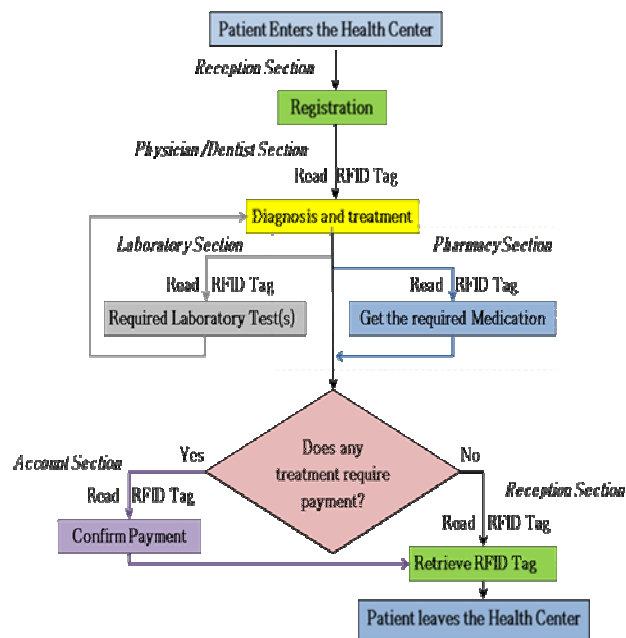 Patient Enters the Health Center
Reception Section
Registration
Physician /Dentist Section
Read RFID Tag
Diagnosis and treatment
Laboratory Section
Pharmacy Section
Read RFID Tag
Read RFID Tag
Required Laboratory Test(s)
Get the required Medication
Does any
treatment require
payment?
Yes
No
Account Section
Reception Section
Read RFID Tag
Read RFID Tag
Confirm Payment
Retrieve RFID Tag
Patient leaves the Health Center